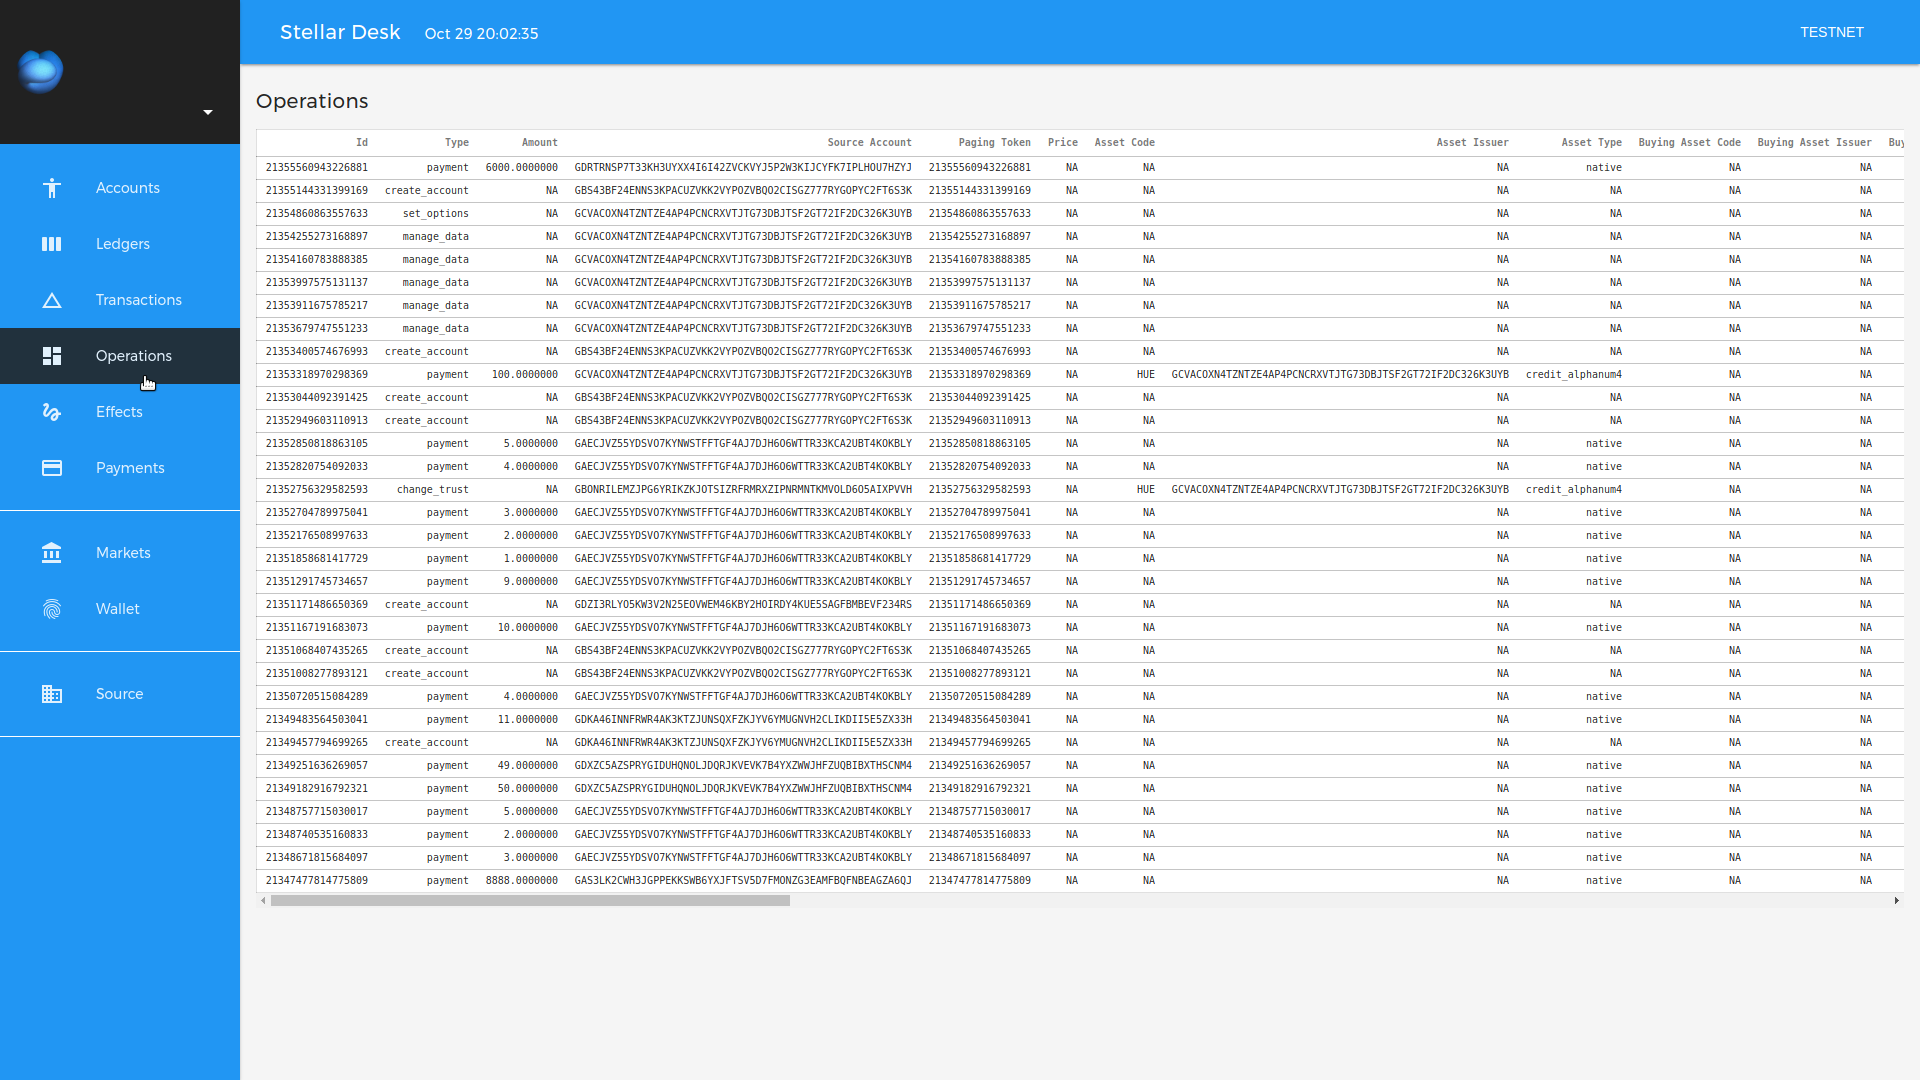 Stellar Desk Oct 29 20:02:35 TESTNET
Accounts
Ledgers
Transactions
Operations
Effects
Payments
Markets
Wallet
Source
Operations
Id Type Amount Source Account Paging Token Price Asset Code Asset Issuer Asset Type Buying Asset Code Buying Asset Issuer Buy
21355560943226881 payment 6000.0000000 GDRTRNSP7T33KH3UYXX4I6I42ZVCKVYJ5P2W3KIJCYFK7IPLHOU7HZYJ 21355560943226881 NA NA NA native NA NA
21355144331399169 create_account NA GBS43BF24ENNS3KPACUZVKK2VYPOZVBQO2CISGZ777RYGOPYC2FT6S3K 21355144331399169 NA NA NA NA NA NA
21354860863557633 set_options NA GCVACOXN4TZNTZE4AP4PCNCRXVTJTG73DBJTSF2GT72IF2DC326K3UYB 21354860863557633 NA NA NA NA NA NA
21354255273168897 manage_data NA GCVACOXN4TZNTZE4AP4PCNCRXVTJTG73DBJTSF2GT72IF2DC326K3UYB 21354255273168897 NA NA NA NA NA NA
21354160783888385 manage_data NA GCVACOXN4TZNTZE4AP4PCNCRXVTJTG73DBJTSF2GT72IF2DC326K3UYB 21354160783888385 NA NA NA NA NA NA
21353997575131137 manage_data NA GCVACOXN4TZNTZE4AP4PCNCRXVTJTG73DBJTSF2GT72IF2DC326K3UYB 21353997575131137 NA NA NA NA NA NA
21353911675785217 manage_data NA GCVACOXN4TZNTZE4AP4PCNCRXVTJTG73DBJTSF2GT72IF2DC326K3UYB 21353911675785217 NA NA NA NA NA NA
21353679747551233 manage_data NA GCVACOXN4TZNTZE4AP4PCNCRXVTJTG73DBJTSF2GT72IF2DC326K3UYB 21353679747551233 NA NA NA NA NA NA
21353400574676993 create_account NA GBS43BF24ENNS3KPACUZVKK2VYPOZVBQO2CISGZ777RYGOPYC2FT6S3K 21353400574676993 NA NA NA NA NA NA
21353318970298369 payment 100.0000000 GCVACOXN4TZNTZE4AP4PCNCRXVTJTG73DBJTSF2GT72IF2DC326K3UYB 21353318970298369 NA HUE GCVACOXN4TZNTZE4AP4PCNCRXVTJTG73DBJTSF2GT72IF2DC326K3UYB credit_alphanum4 NA NA
21353044092391425 create_account NA GBS43BF24ENNS3KPACUZVKK2VYPOZVBQO2CISGZ777RYGOPYC2FT6S3K 21353044092391425 NA NA NA NA NA NA
21352949603110913 create_account NA GBS43BF24ENNS3KPACUZVKK2VYPOZVBQO2CISGZ777RYGOPYC2FT6S3K 21352949603110913 NA NA NA NA NA NA
21352850818863105 payment 5.0000000 GAECJVZ55YDSVO7KYNWSTFFTGF4AJ7DJH6O6WTTR33KCA2UBT4KOKBLY 21352850818863105 NA NA NA native NA NA
21352820754092033 payment 4.0000000 GAECJVZ55YDSVO7KYNWSTFFTGF4AJ7DJH6O6WTTR33KCA2UBT4KOKBLY 21352820754092033 NA NA NA native NA NA
21352756329582593 change_trust NA GBONRILEMZJPG6YRIKZKJOTSIZRFRMRXZIPNRMNTKMVOLD6O5AIXPVVH 21352756329582593 NA HUE GCVACOXN4TZNTZE4AP4PCNCRXVTJTG73DBJTSF2GT72IF2DC326K3UYB credit_alphanum4 NA NA
21352704789975041 payment 3.0000000 GAECJVZ55YDSVO7KYNWSTFFTGF4AJ7DJH6O6WTTR33KCA2UBT4KOKBLY 21352704789975041 NA NA NA native NA NA
21352176508997633 payment 2.0000000 GAECJVZ55YDSVO7KYNWSTFFTGF4AJ7DJH6O6WTTR33KCA2UBT4KOKBLY 21352176508997633 NA NA NA native NA NA
21351858681417729 payment 1.0000000 GAECJVZ55YDSVO7KYNWSTFFTGF4AJ7DJH6O6WTTR33KCA2UBT4KOKBLY 21351858681417729 NA NA NA native NA NA
21351291745734657 payment 9.0000000 GAECJVZ55YDSVO7KYNWSTFFTGF4AJ7DJH6O6WTTR33KCA2UBT4KOKBLY 21351291745734657 NA NA NA native NA NA
21351171486650369 create_account NA GDZI3RLYO5KW3V2N25EOVWEM46KBY2HOIRDY4KUE5SAGFBMBEVF234RS 21351171486650369 NA NA NA NA NA NA
21351167191683073 payment 10.0000000 GAECJVZ55YDSVO7KYNWSTFFTGF4AJ7DJH6O6WTTR33KCA2UBT4KOKBLY 21351167191683073 NA NA NA native NA NA
21351068407435265 create_account NA GBS43BF24ENNS3KPACUZVKK2VYPOZVBQO2CISGZ777RYGOPYC2FT6S3K 21351068407435265 NA NA NA NA NA NA
21351008277893121 create_account NA GBS43BF24ENNS3KPACUZVKK2VYPOZVBQO2CISGZ777RYGOPYC2FT6S3K 21351008277893121 NA NA NA NA NA NA
21350720515084289 payment 4.0000000 GAECJVZ55YDSVO7KYNWSTFFTGF4AJ7DJH6O6WTTR33KCA2UBT4KOKBLY 21350720515084289 NA NA NA native NA NA
21349483564503041 payment 11.0000000 GDKA46INNFRWR4AK3KTZJUNSQXFZKJYV6YMUGNVH2CLIKDII5E5ZX33H 21349483564503041 NA NA NA native NA NA
21349457794699265 create_account NA GDKA46INNFRWR4AK3KTZJUNSQXFZKJYV6YMUGNVH2CLIKDII5E5ZX33H 21349457794699265 NA NA NA NA NA NA
21349251636269057 payment 49.0000000 GDXZC5AZSPRYGIDUHQNOLJDQRJKVEVK7B4YXZWWJHFZUQBIBXTHSCNM4 21349251636269057 NA NA NA native NA NA
21349182916792321 payment 50.0000000 GDXZC5AZSPRYGIDUHQNOLJDQRJKVEVK7B4YXZWWJHFZUQBIBXTHSCNM4 21349182916792321 NA NA NA native NA NA
21348757715030017 payment 5.0000000 GAECJVZ55YDSVO7KYNWSTFFTGF4AJ7DJH6O6WTTR33KCA2UBT4KOKBLY 21348757715030017 NA NA NA native NA NA
21348740535160833 payment 2.0000000 GAECJVZ55YDSVO7KYNWSTFFTGF4AJ7DJH6O6WTTR33KCA2UBT4KOKBLY 21348740535160833 NA NA NA native NA NA
21348671815684097 payment 3.0000000 GAECJVZ55YDSVO7KYNWSTFFTGF4AJ7DJH6O6WTTR33KCA2UBT4KOKBLY 21348671815684097 NA NA NA native NA NA
21347477814775809 payment 8888.0000000 GAS3LK2CWH3JGPPEKKSWB6YXJFTSV5D7FMONZG3EAMFBQFNBEAGZA6QJ 21347477814775809 NA NA NA native NA NA